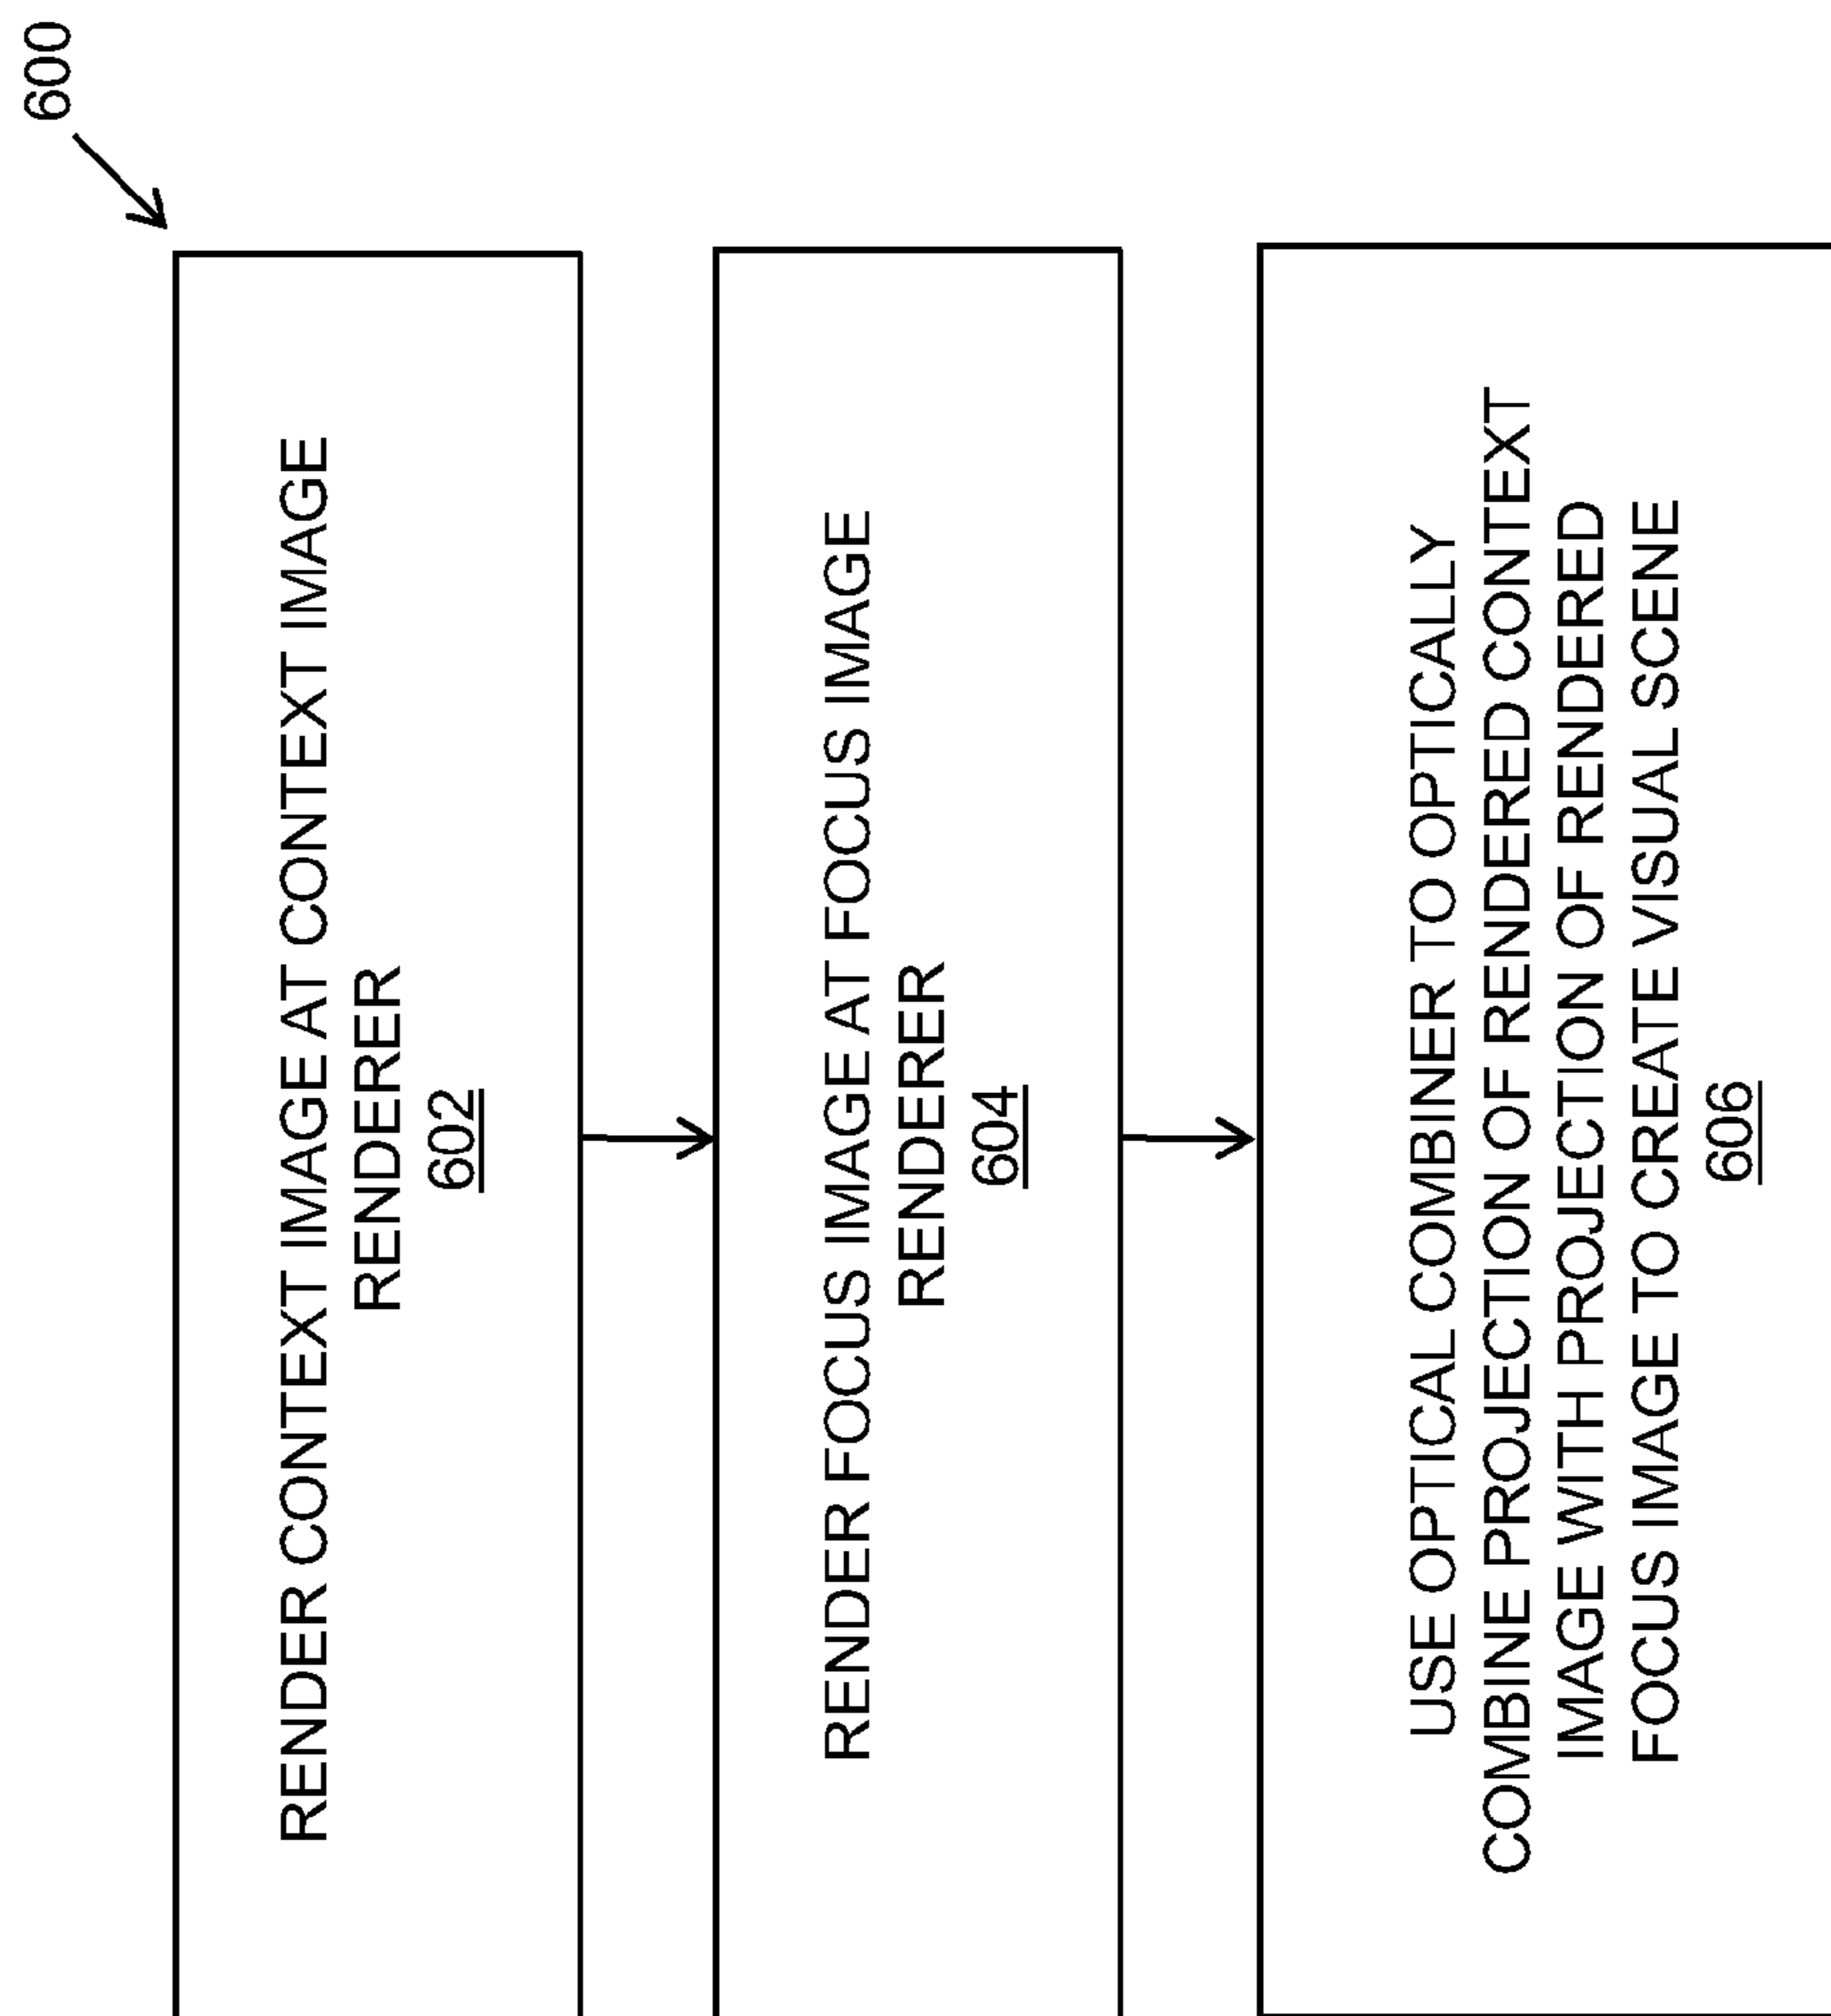 600
RENDER CONTEXT IMAGE AT CONTEXT IMAGE
RENDERER
602
RENDER FOCUS IMAGE AT FOCUS IMAGE
RENDERER
604
USE OPTICAL COMBINER TO OPTICALLY
COMBINE PROJECTION OF RENDERED CONTEXT
IMAGE WITH PROJECTION OF RENDERED
FOCUS IMAGE TO CREATE VISUAL SCENE
606